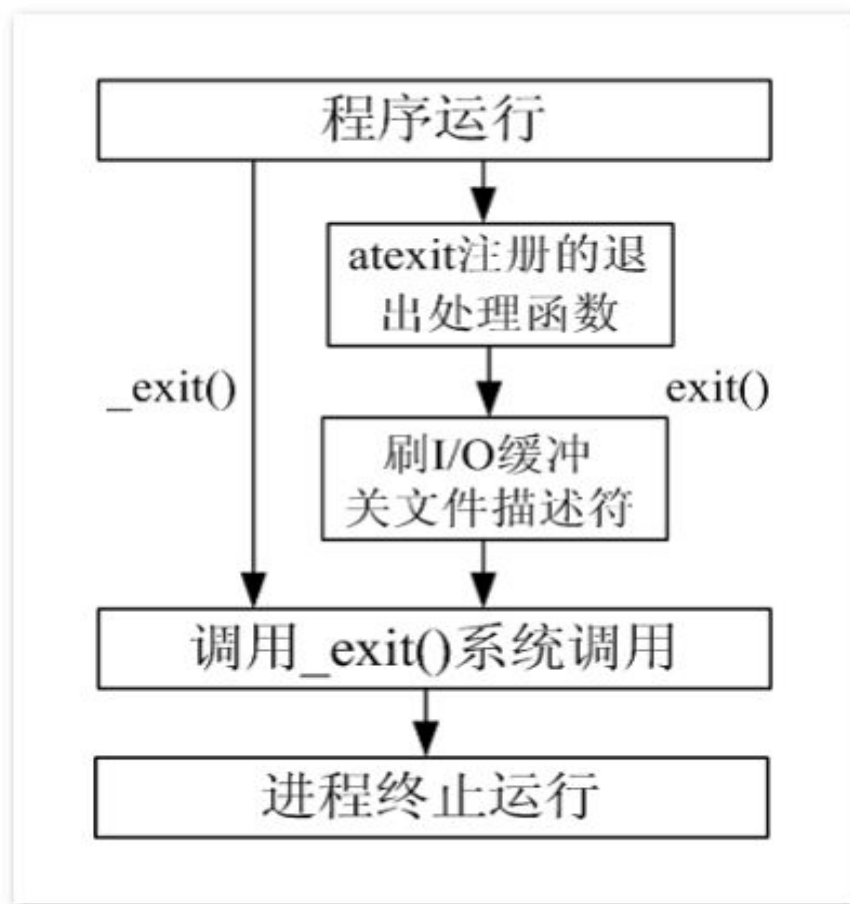 程序运行
atexit注册的退
出处理函数
_exit()
exit()
刷I/O缓冲
关文件描述符
调用_exit()系统调用
进程终止运行